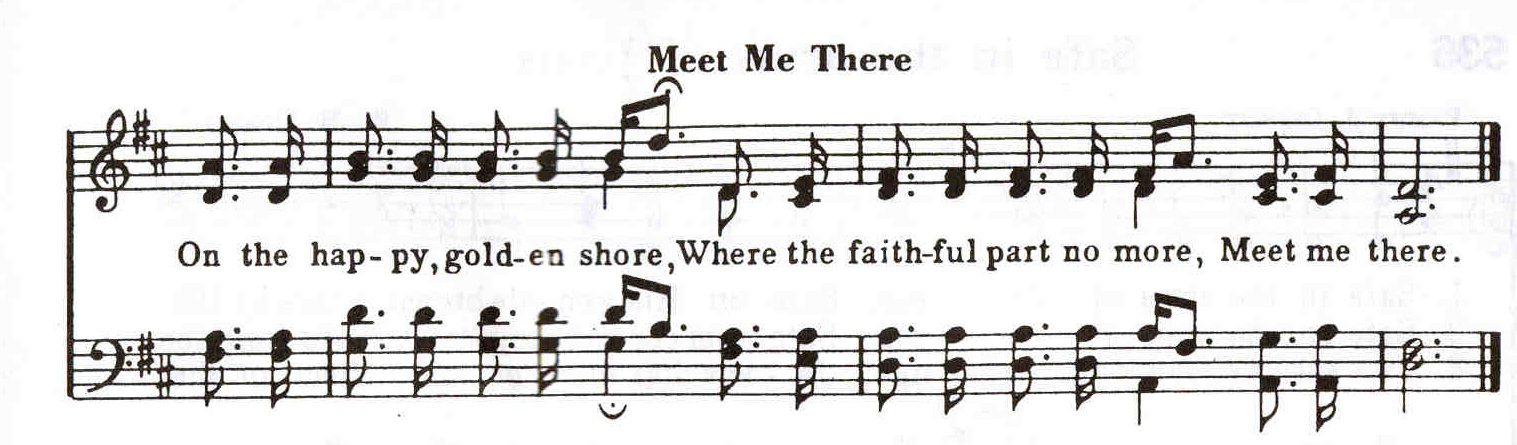 Meet Me There
On the hap-py, gold-en shore, Where the faith-ful part no more, Meet me there.